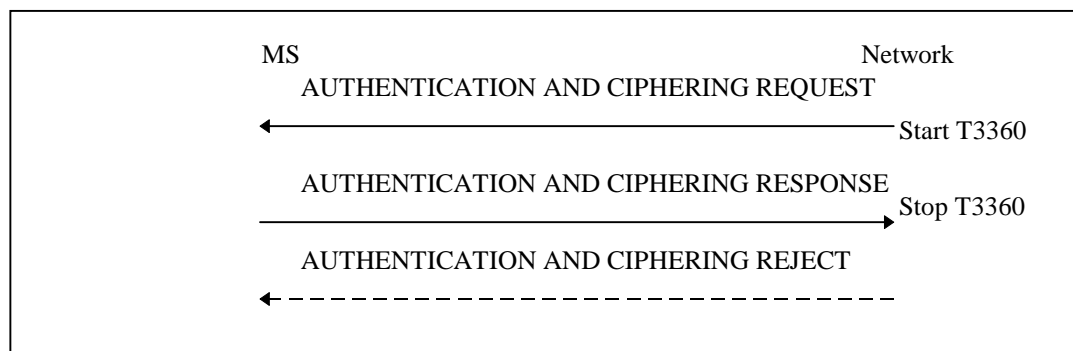 MS Network
AUTHENTICATION AND CIPHERING REQUEST
Start T3360
AUTHENTICATION AND CIPHERING RESPONSE
Stop T3360
AUTHENTICATION AND CIPHERING REJECT